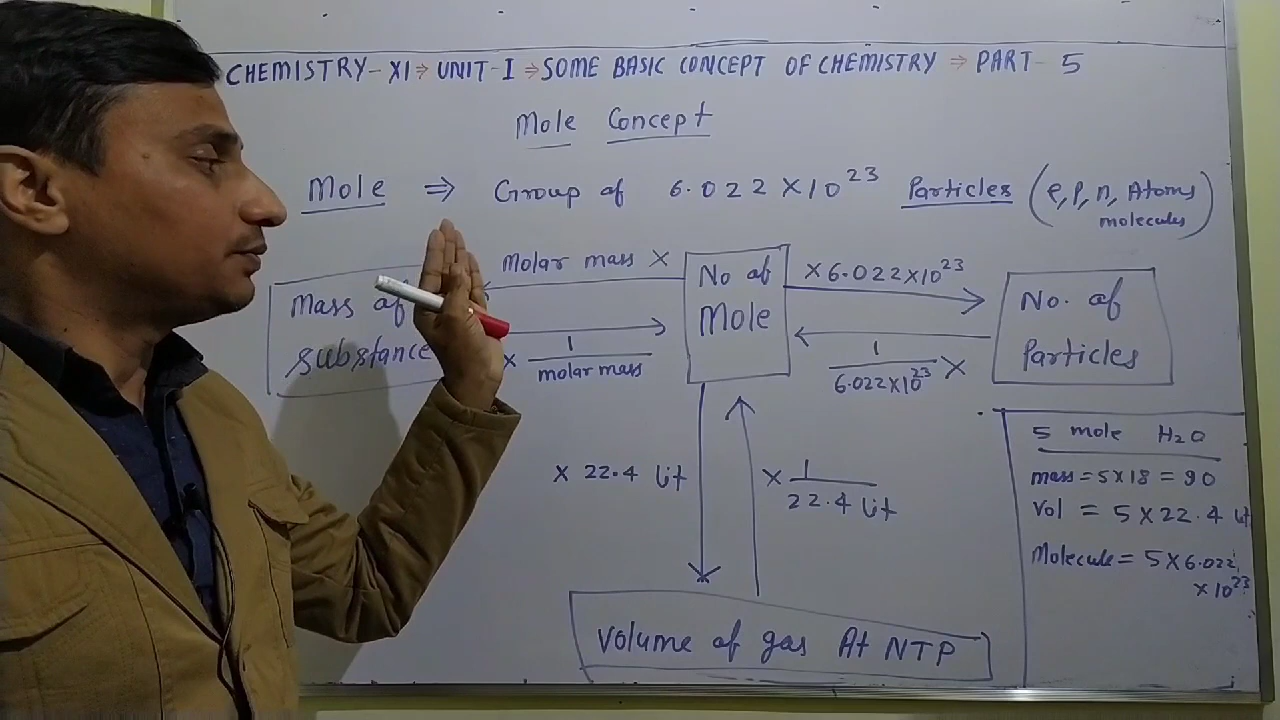 CHEMISTRY-XI ⇒ UNIT-I ⇒ SOME BASIC CONCEPT OF CHEMISTRY ⇒ PART-5
Mole Concept
Mole ⇒ Group of 6.022×10²³ Particles (e, p, n, Atoms
molecules)
Mass of
substance
Molar mass ×
× 1/molar mass
No of
Mole
×6.022×10²³
1/6.022×10²³ ×
No. of
Particles
× 22.4 Lit
× 1/22.4 Lit
Volume of gas At NTP
5 mole H₂O
mass = 5×18 = 90
Vol = 5×22.4 Lit
Molecule = 5×6.022
×10²³